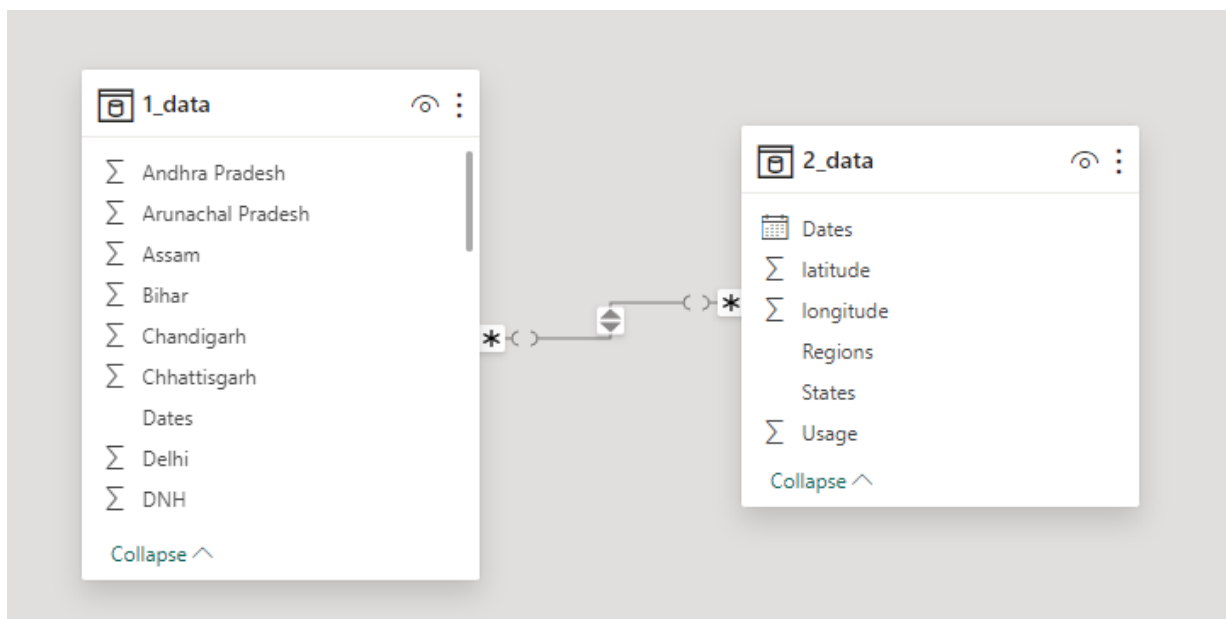 1_data
Andhra Pradesh
Arunachal Pradesh
Assam
Bihar
Chandigarh
Chhattisgarh
Dates
Delhi
DNH
Collapse
2_data
Dates
latitude
longitude
Regions
States
Usage
Collapse